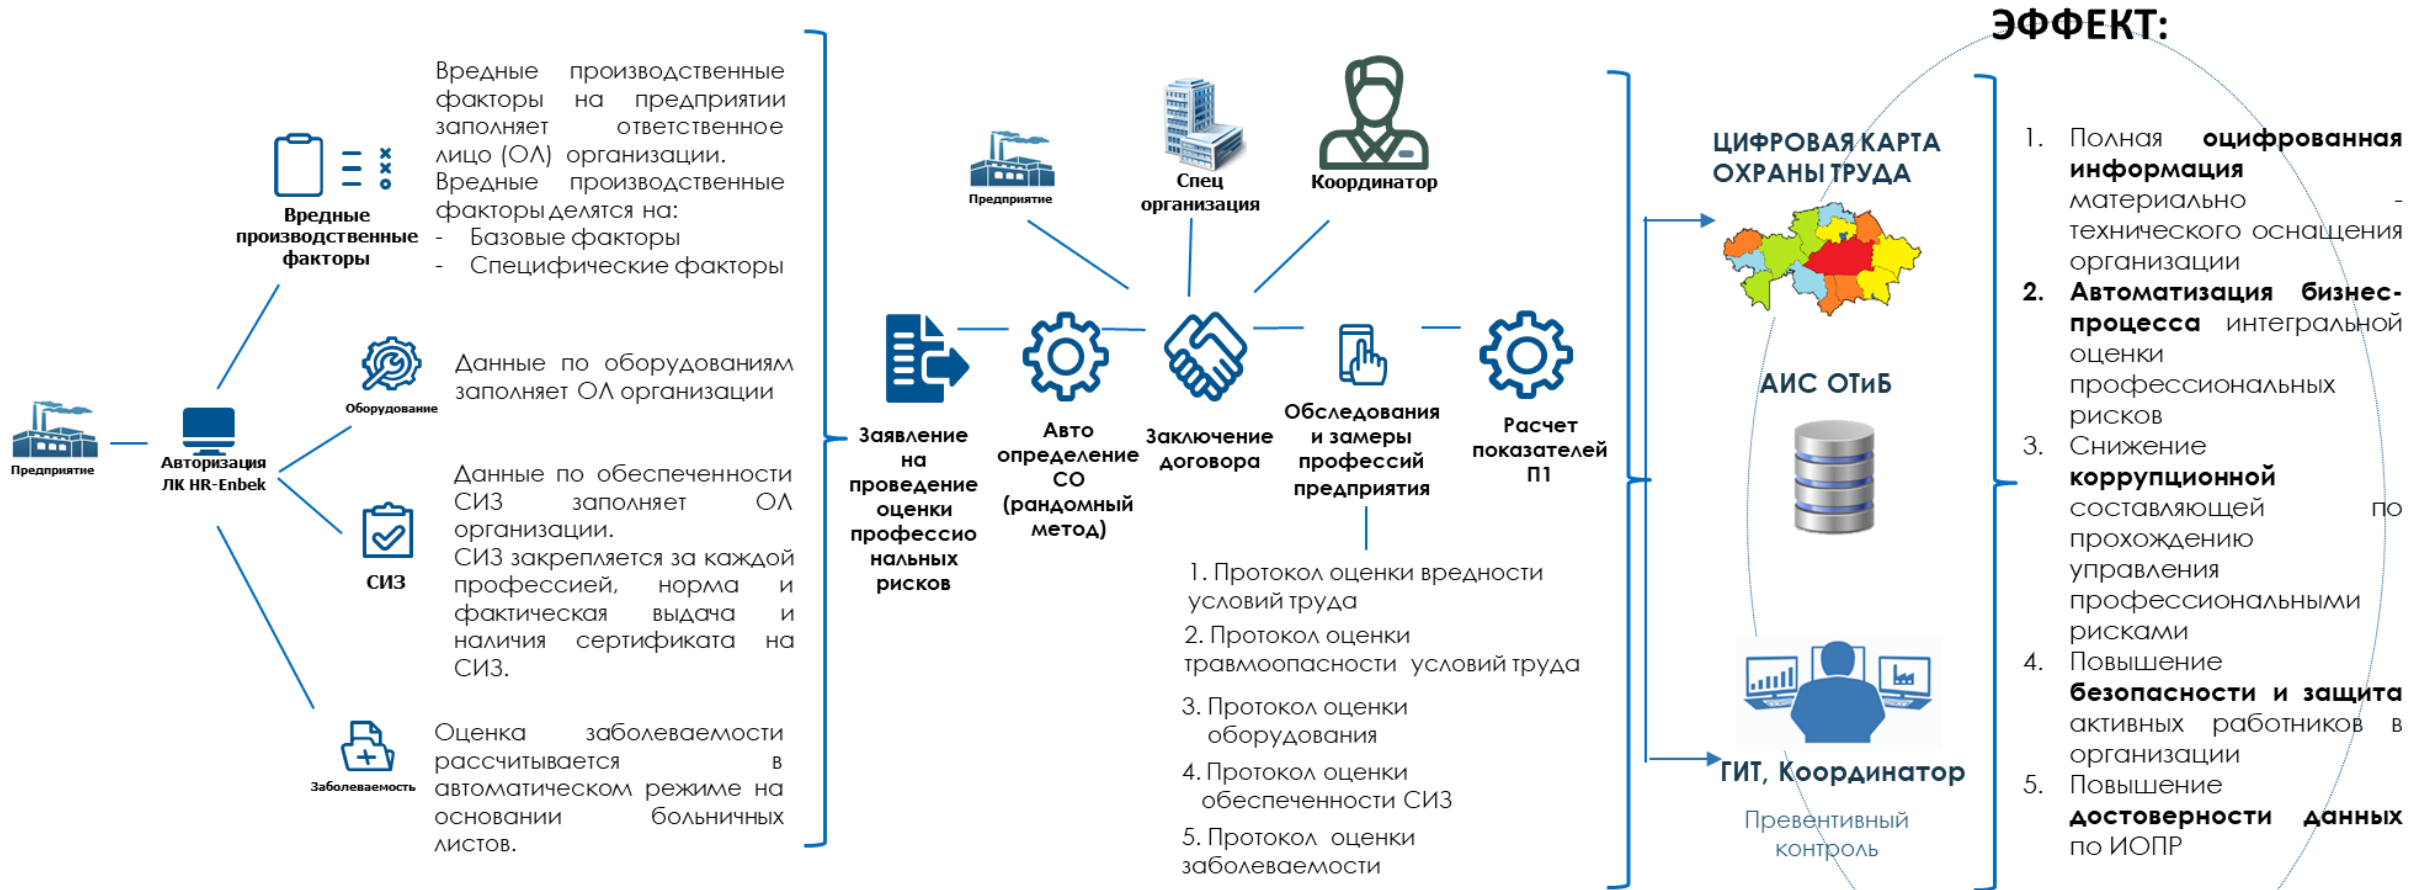 ЭФФЕКТ:
Предприятие
Авторизация
ЛК HR-Enbek
Вредные
производственные
факторы
Вредные производственные
факторы на предприятии
заполняет ответственное
лицо (ОЛ) организации.
Вредные производственные
факторы делятся на:
- Базовые факторы
- Специфические факторы
Оборудование
Данные по оборудованиям
заполняет ОЛ организации
СИЗ
Данные по обеспеченности
СИЗ заполняет ОЛ
организации.
СИЗ закрепляется за каждой
профессией, норма и
фактическая выдача и
наличия сертификата на
СИЗ.
Заболеваемость
Оценка заболеваемости
рассчитывается в
автоматическом режиме на
основании больничных
листов.
Предприятие
Спец
организация
Координатор
Заявление
на
проведение
оценки
профессио
нальных
рисков
Авто
определение
СО
(рандомный
метод)
Заключение
договора
Обследования
и замеры
профессий
предприятия
Расчет
показателей
П1
1. Протокол оценки вредности
условий труда
2. Протокол оценки
травмоопасности условий труда
3. Протокол оценки
оборудования
4. Протокол оценки
обеспеченности СИЗ
5. Протокол оценки
заболеваемости
ЦИФРОВАЯ КАРТА
ОХРАНЫ ТРУДА
АИС ОТиБ
ГИТ, Координатор
Превентивный
контроль
1. Полная оцифрованная
информация
материально -
технического оснащения
организации
2. Автоматизация бизнес-
процесса интегральной
оценки
профессиональных
рисков
3. Снижение
коррупционной
составляющей по
прохождению
управления
профессиональными
рисками
4. Повышение
безопасности и защита
активных работников в
организации
5. Повышение
достоверности данных
по ИОПР